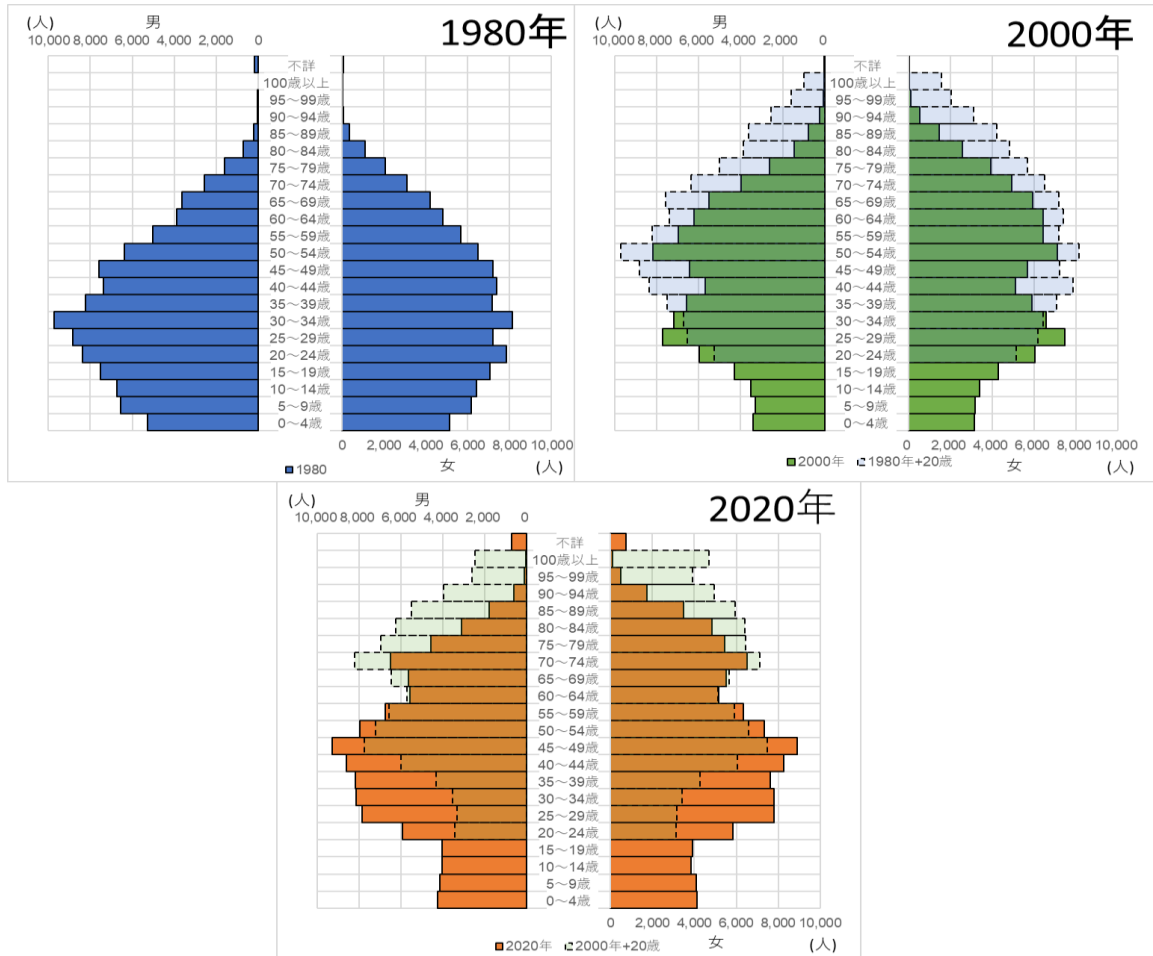 1980年
(人) 男
10,000 8,000 6,000 4,000 2,000 0
不詳
100歳以上
95～99歳
90～94歳
85～89歳
80～84歳
75～79歳
70～74歳
65～69歳
60～64歳
55～59歳
50～54歳
45～49歳
40～44歳
35～39歳
30～34歳
25～29歳
20～24歳
15～19歳
10～14歳
5～9歳
0～4歳
0 2,000 4,000 6,000 8,000 10,000
女 (人)
1980
2000年
(人) 男
10,000 8,000 6,000 4,000 2,000 0
不詳
100歳以上
95～99歳
90～94歳
85～89歳
80～84歳
75～79歳
70～74歳
65～69歳
60～64歳
55～59歳
50～54歳
45～49歳
40～44歳
35～39歳
30～34歳
25～29歳
20～24歳
15～19歳
10～14歳
5～9歳
0～4歳
0 2,000 4,000 6,000 8,000 10,000
女 (人)
2000年 1980年+20歳
2020年
(人) 男
10,000 8,000 6,000 4,000 2,000 0
不詳
100歳以上
95～99歳
90～94歳
85～89歳
80～84歳
75～79歳
70～74歳
65～69歳
60～64歳
55～59歳
50～54歳
45～49歳
40～44歳
35～39歳
30～34歳
25～29歳
20～24歳
15～19歳
10～14歳
5～9歳
0～4歳
0 2,000 4,000 6,000 8,000 10,000
女 (人)
2020年 2000年+20歳